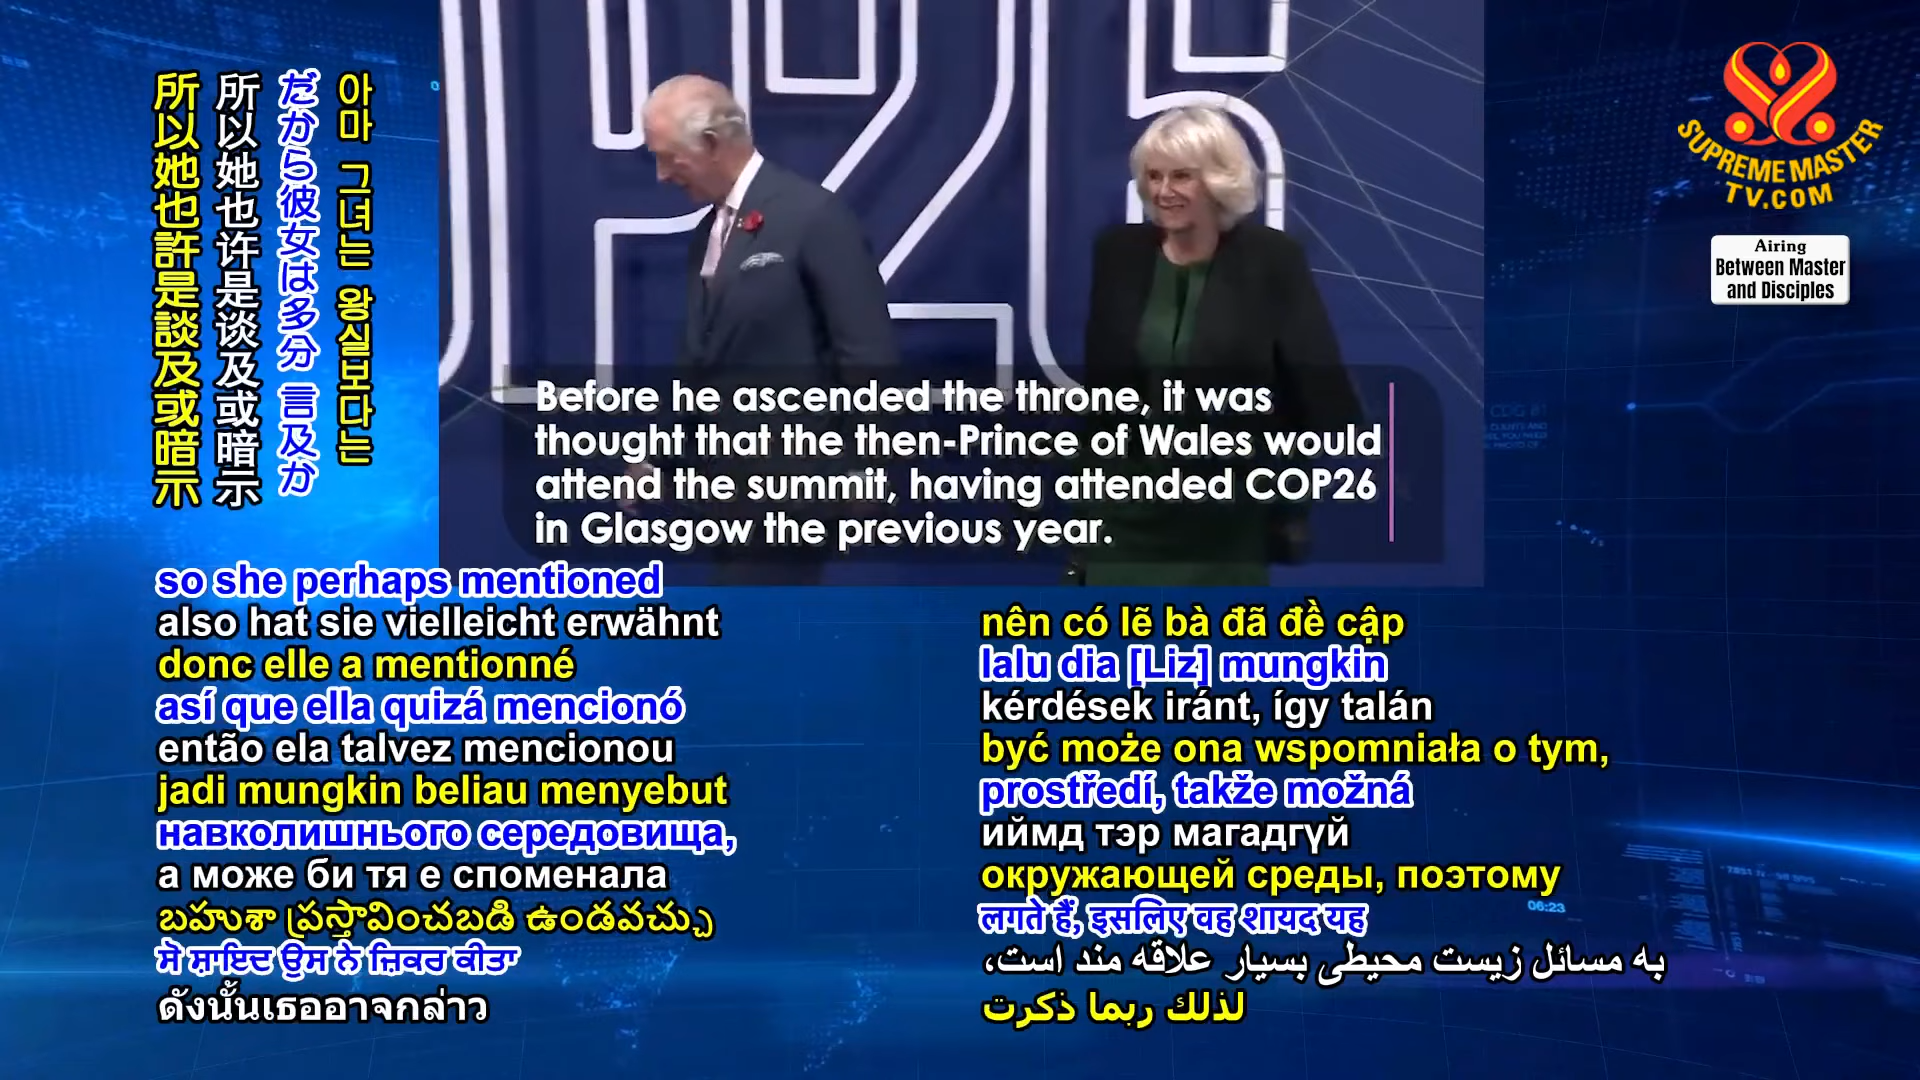 아마 그녀는 왕실보다는
だから彼女は多分 言及か
所以她也许是谈及或暗示
所以她也許是談及或暗示
Before he ascended the throne, it was
thought that the then-Prince of Wales would
attend the summit, having attended COP26
in Glasgow the previous year.
SUPREME MASTER
TV.COM
Airing
Between Master
and Disciples
so she perhaps mentioned
also hat sie vielleicht erwähnt
donc elle a mentionné
así que ella quizá mencionó
então ela talvez mencionou
jadi mungkin beliau menyebut
навколишнього середовища,
а може би тя е споменала
బహుశా ప్రస్తావించబడి ఉండవచ్చు
ਸੋ ਸ਼ਾਇਦ ਉਸ ਨੇ ਜ਼ਿਕਰ ਕੀਤਾ
ดังนั้นเธออาจกล่าว
nên có lẽ bà đã đề cập
lalu dia [Liz] mungkin
kérdések iránt, így talán
być może ona wspomniała o tym,
prostředí, takže možná
иймд тэр магадгүй
окружающей среды, поэтому
लगते हैं, इसलिए वह शायद यह
به مسائل زیست محیطی بسیار علاقه مند است،
لذلك ربما ذكرت
06:23